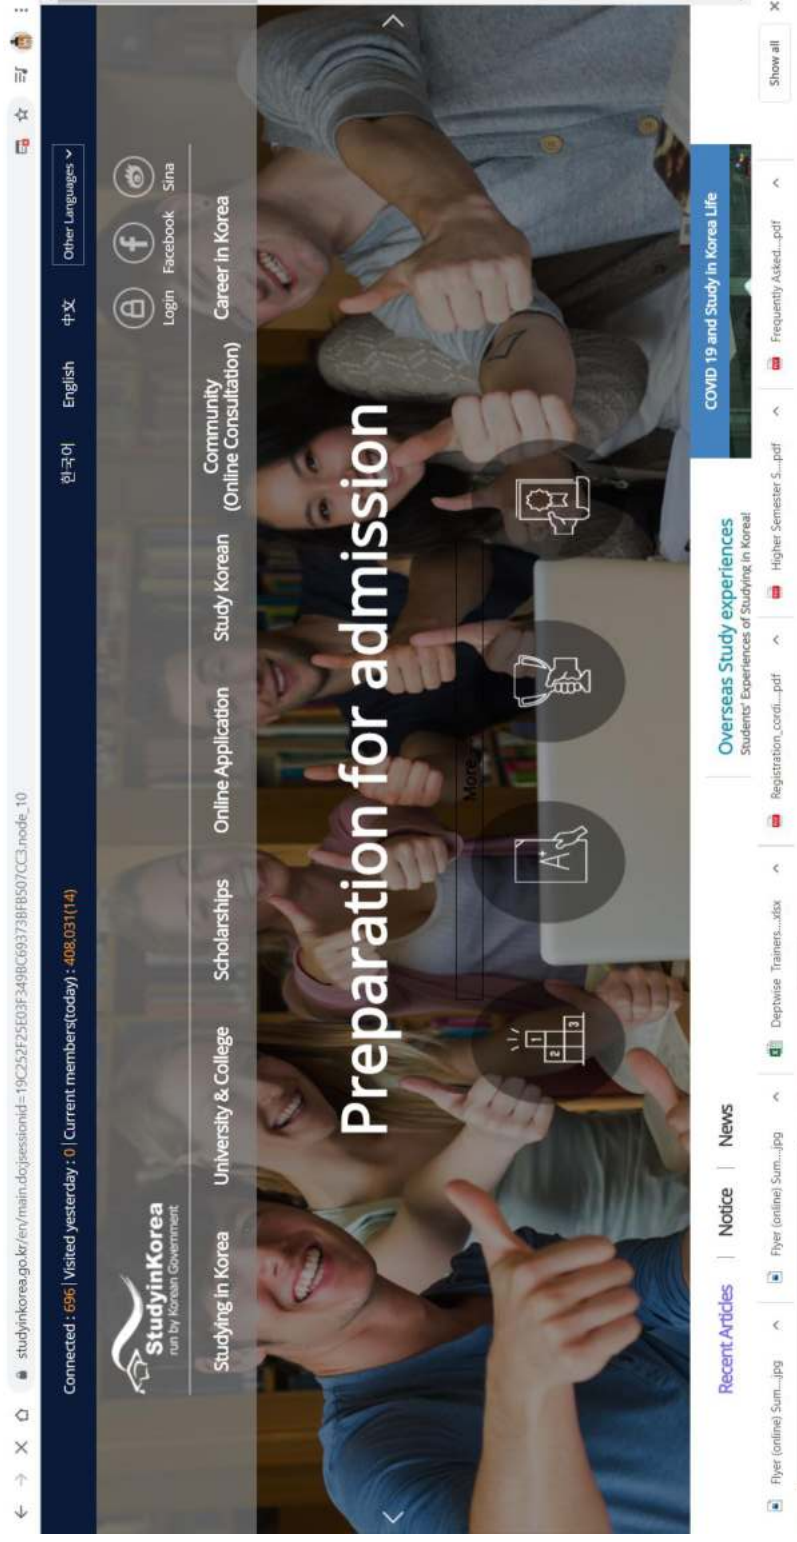 studyinkorea.go.kr/en/main.do;jsessionid=19C252F25E03F349BC69373BFB507CC3.node_10
Connected : 696 | Visited yesterday : 0 | Current members(today) : 408,031(14)
한국어 English 中文 Other Languages
StudyinKorea
run by Korean Government
Login Facebook Sina
Studying in Korea University & College Scholarships Online Application Study Korean Community (Online Consultation) Career in Korea
Preparation for admission
More
1
2
3
A+
Recent Articles | Notice | News
Overseas Study experiences
Students' Experiences of Studying in Korea!
COVID 19 and Study in Korea Life
Flyer (online) Sum....jpg Flyer (online) Sum....jpg Deptwise Trainers....xlsx Registration_cordi....pdf Higher Semester S....pdf Frequently Asked....pdf Show all